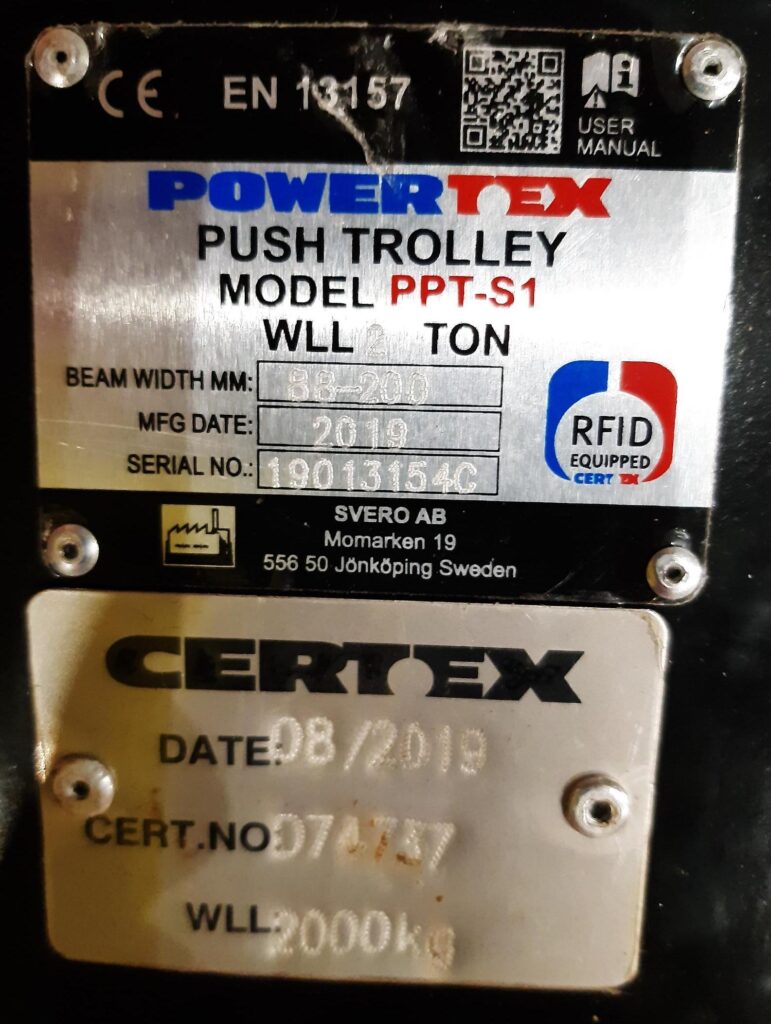 CE EN 13157
USER
MANUAL
POWERTEX
PUSH TROLLEY
MODEL PPT-S1
WLL 2 TON
BEAM WIDTH MM: 88-200
MFG DATE: 2019
SERIAL NO.: 19013154C
RFID
EQUIPPED
CERTEX
SVERO AB
Momarken 19
556 50 Jönköping Sweden
CERTEX
DATE: 08/2019
CERT.NO: 074737
WLL: 2000kg